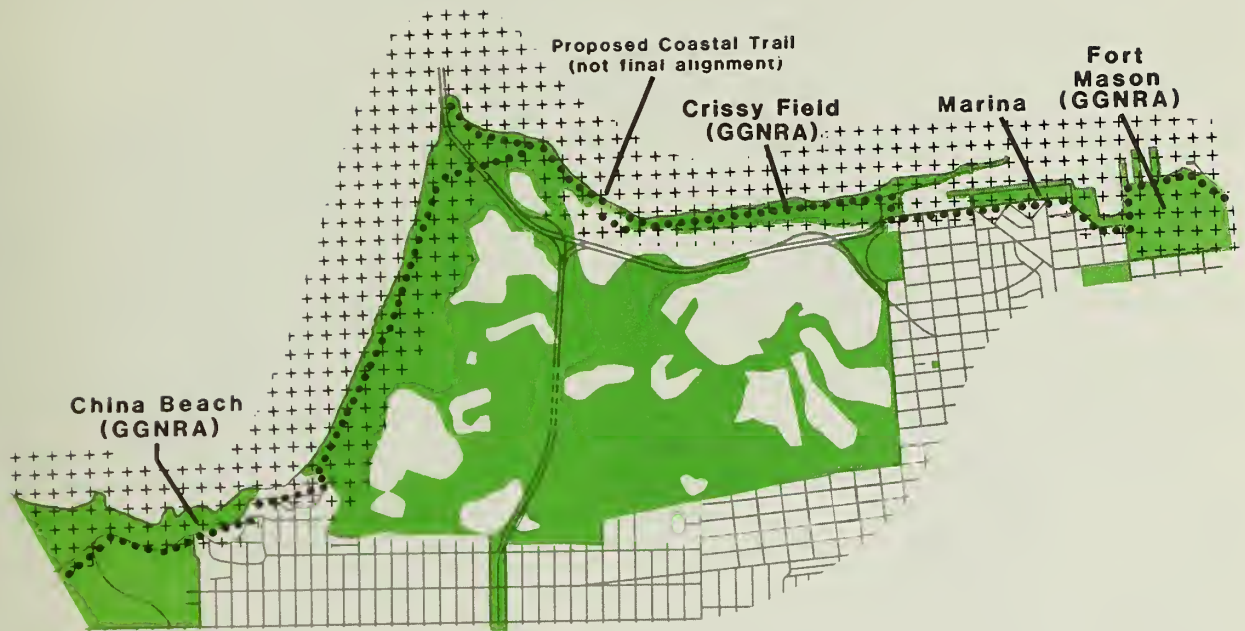 Proposed Coastal Trail
(not final alignment)
Crissy Field
(GGNRA)
Marina
Fort
Mason
(GGNRA)
China Beach
(GGNRA)